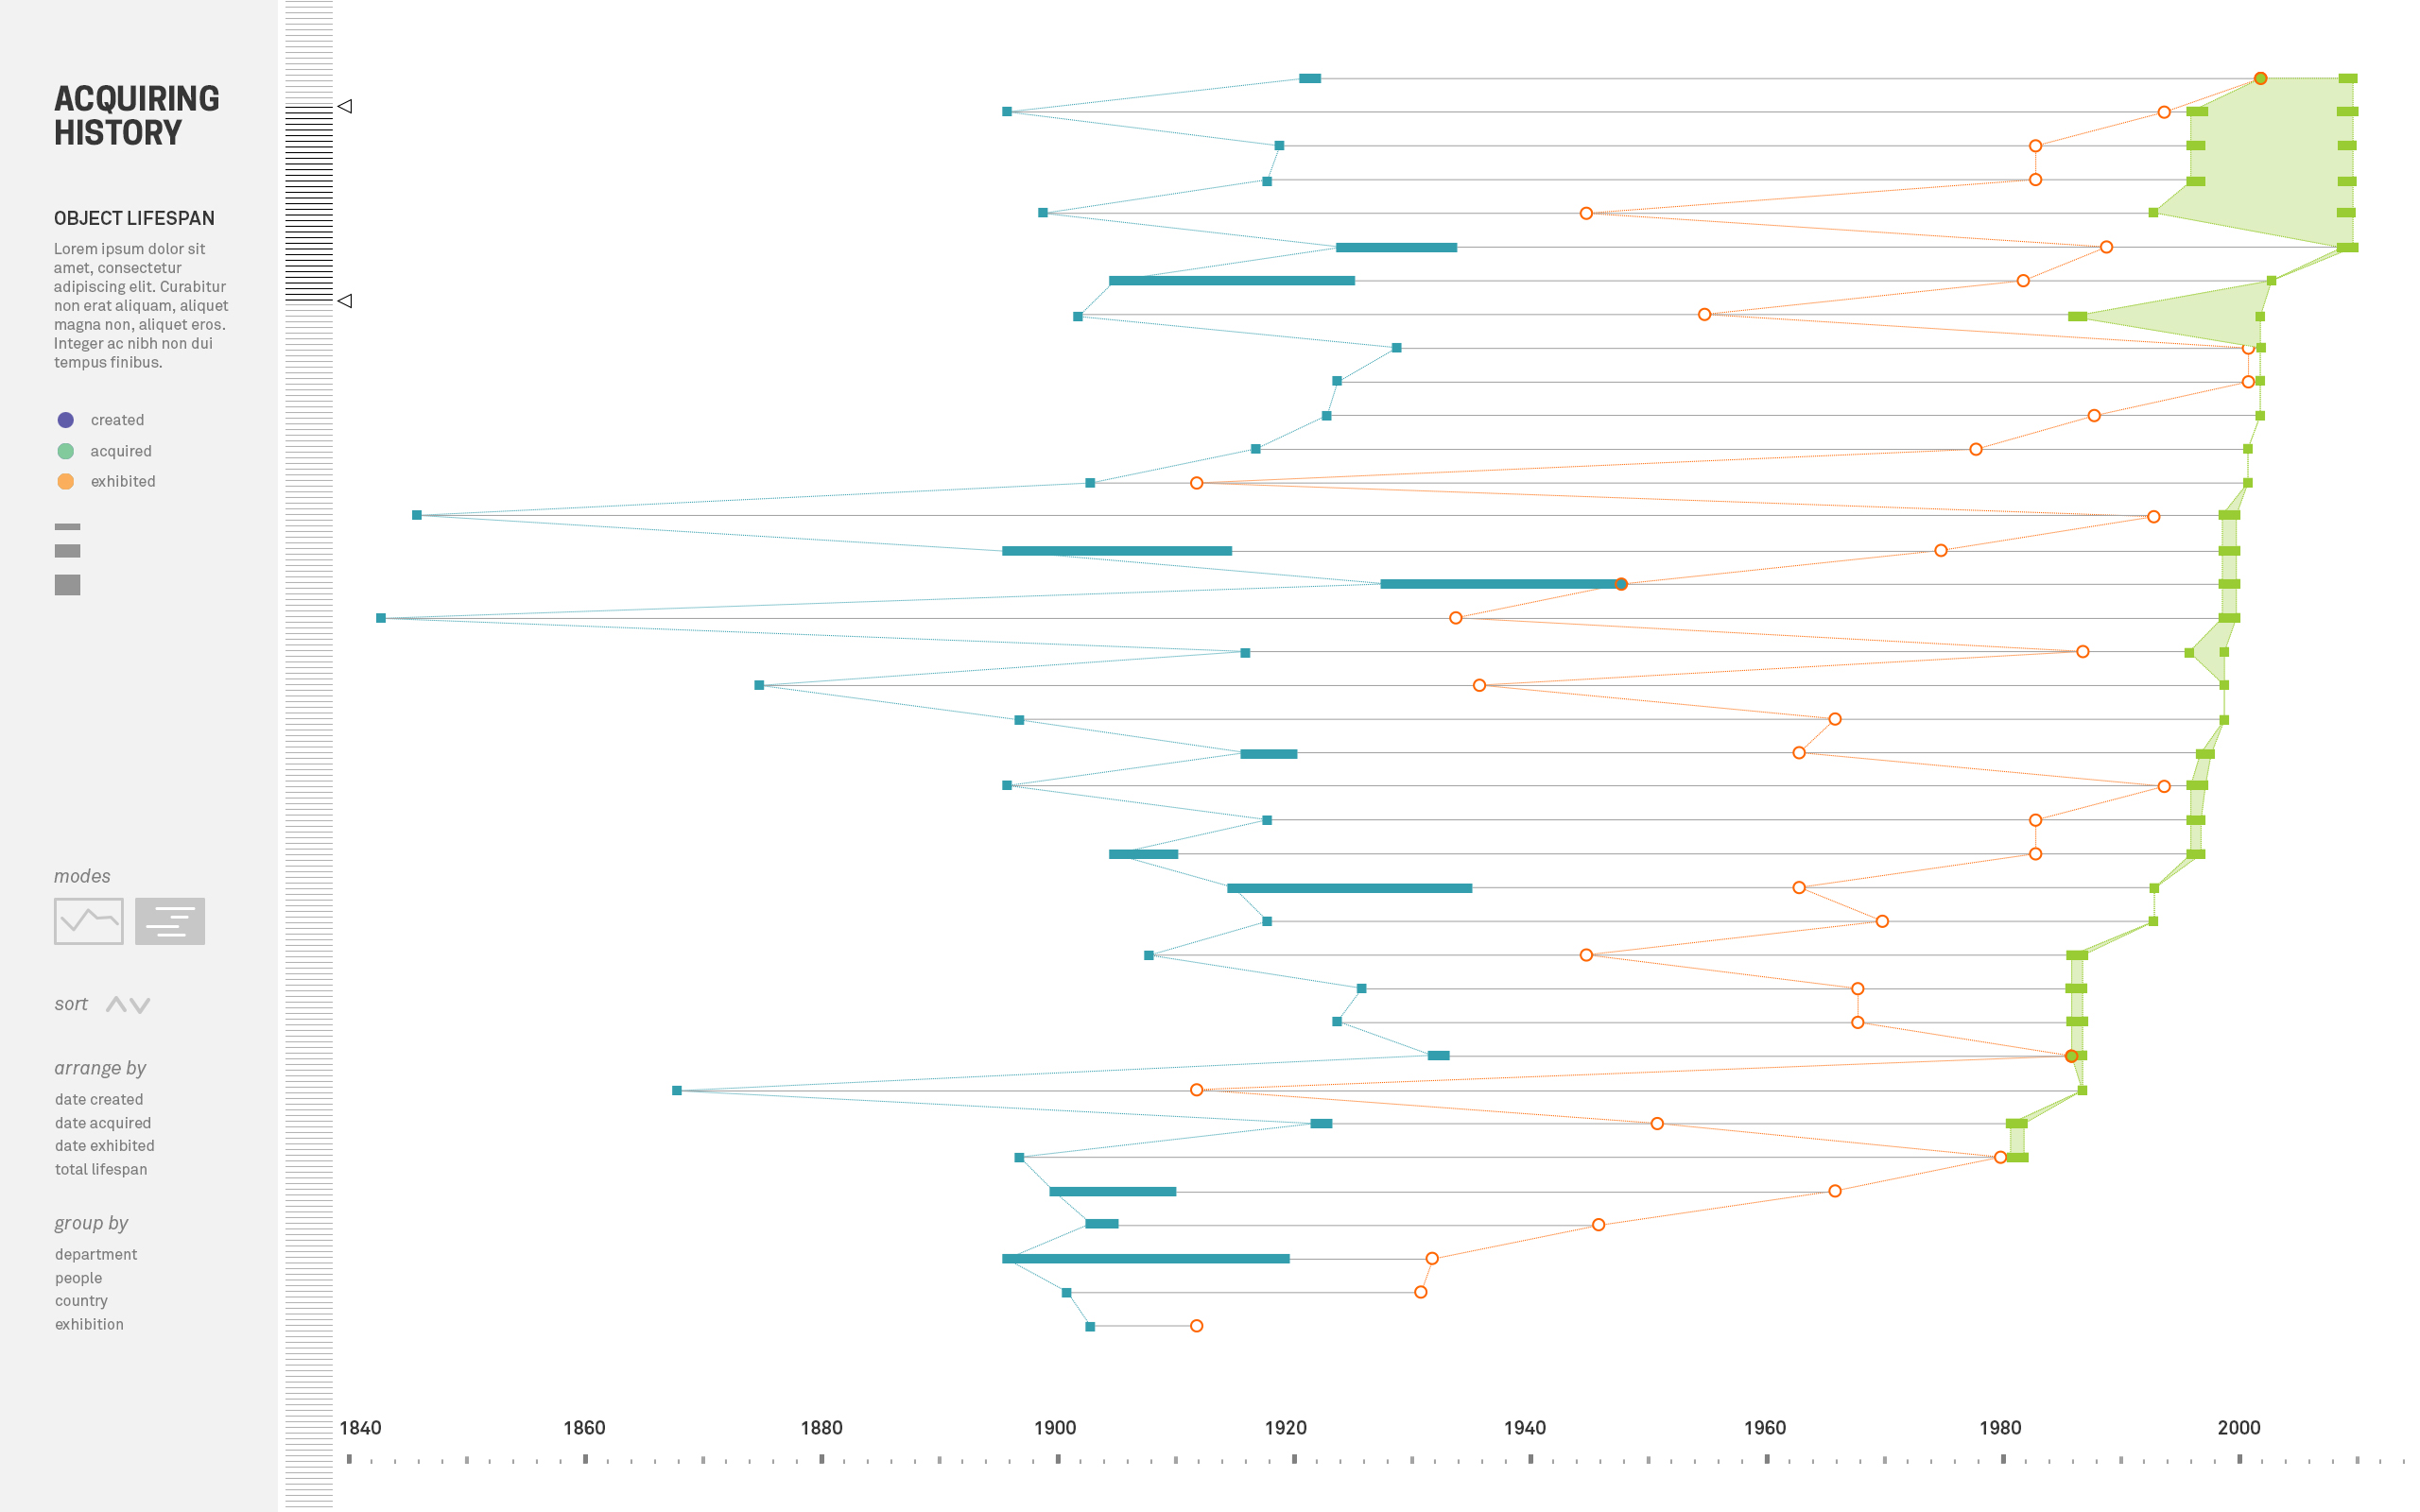 ACQUIRING
HISTORY
OBJECT LIFESPAN
Lorem ipsum dolor sit
amet, consectetur
adipiscing elit. Curabitur
non erat aliquam, aliquet
magna non, aliquet eros.
Integer ac nibh non dui
tempus finibus.
created
acquired
exhibited
modes
sort
arrange by
date created
date acquired
date exhibited
total lifespan
group by
department
people
country
exhibition
1840 1860 1880 1900 1920 1940 1960 1980 2000